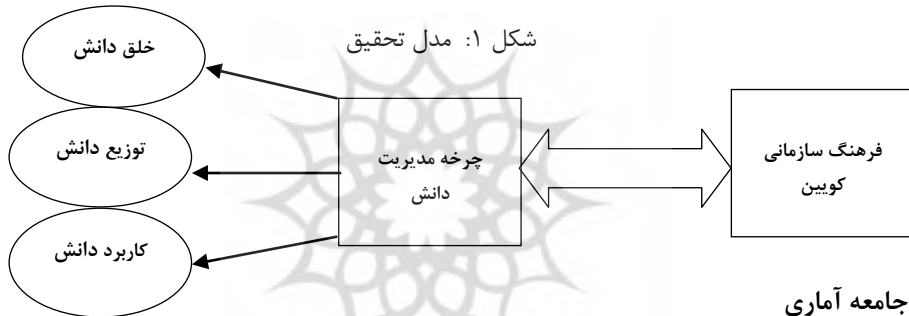 شکل ۱: مدل تحقیق
فرهنگ سازمانی
کویین
چرخه مدیریت
دانش
خلق دانش
توزیع دانش
کاربرد دانش
جامعه آماری